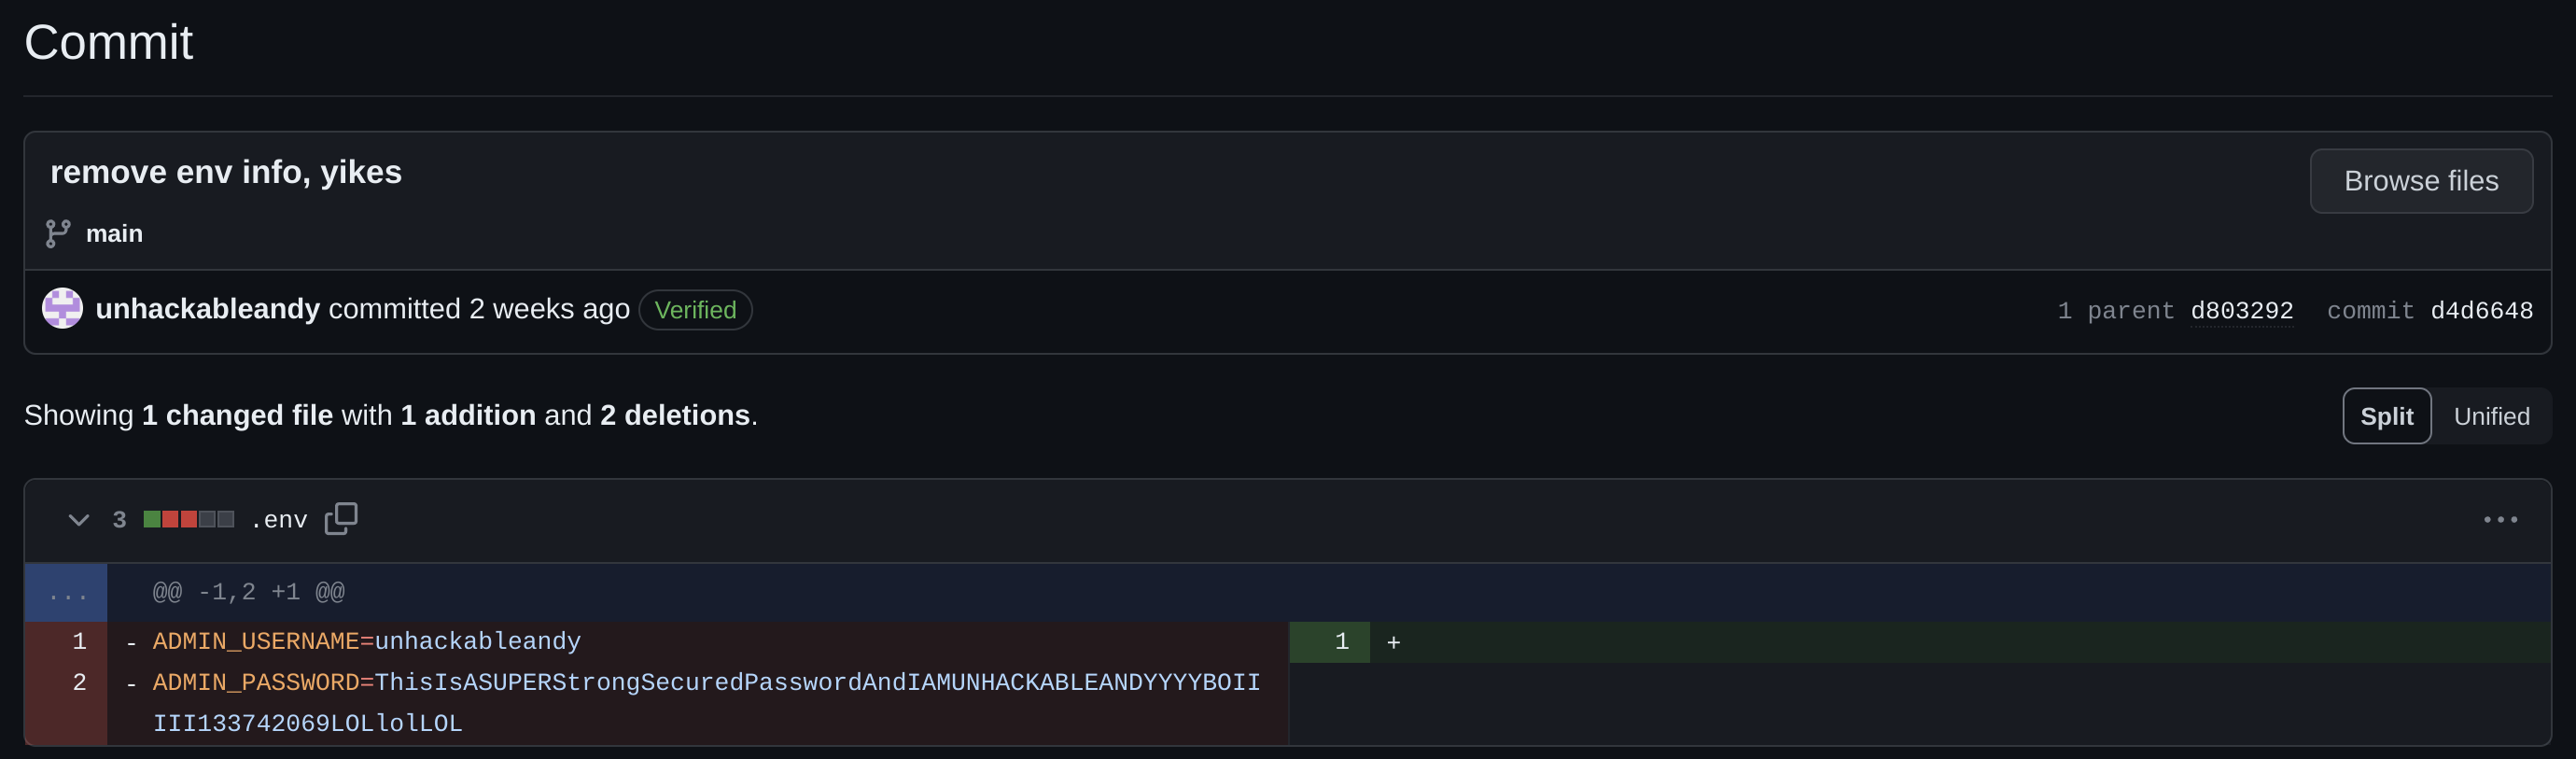 Commit
remove env info, yikes
Browse files
main
unhackableandy committed 2 weeks ago Verified
1 parent d803292 commit d4d6648
Showing 1 changed file with 1 addition and 2 deletions.
Split Unified
3 .env
...
@@ -1,2 +1 @@
1 - ADMIN_USERNAME=unhackableandy
1 +
2 - ADMIN_PASSWORD=ThisIsASUPERStrongSecuredPasswordAndIAMUNHACKABLEANDYYYYBOII
III133742069LOLlolLOL